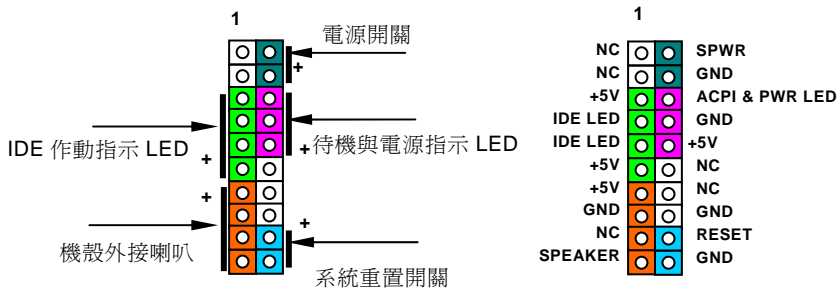 1
電源開關
+
+
IDE 作動指示 LED
待機與電源指示 LED
+
+
+
機殼外接喇叭
系統重置開關
1
NC SPWR
NC GND
+5V ACPI & PWR LED
IDE LED GND
IDE LED +5V
+5V NC
+5V NC
GND GND
NC RESET
SPEAKER GND